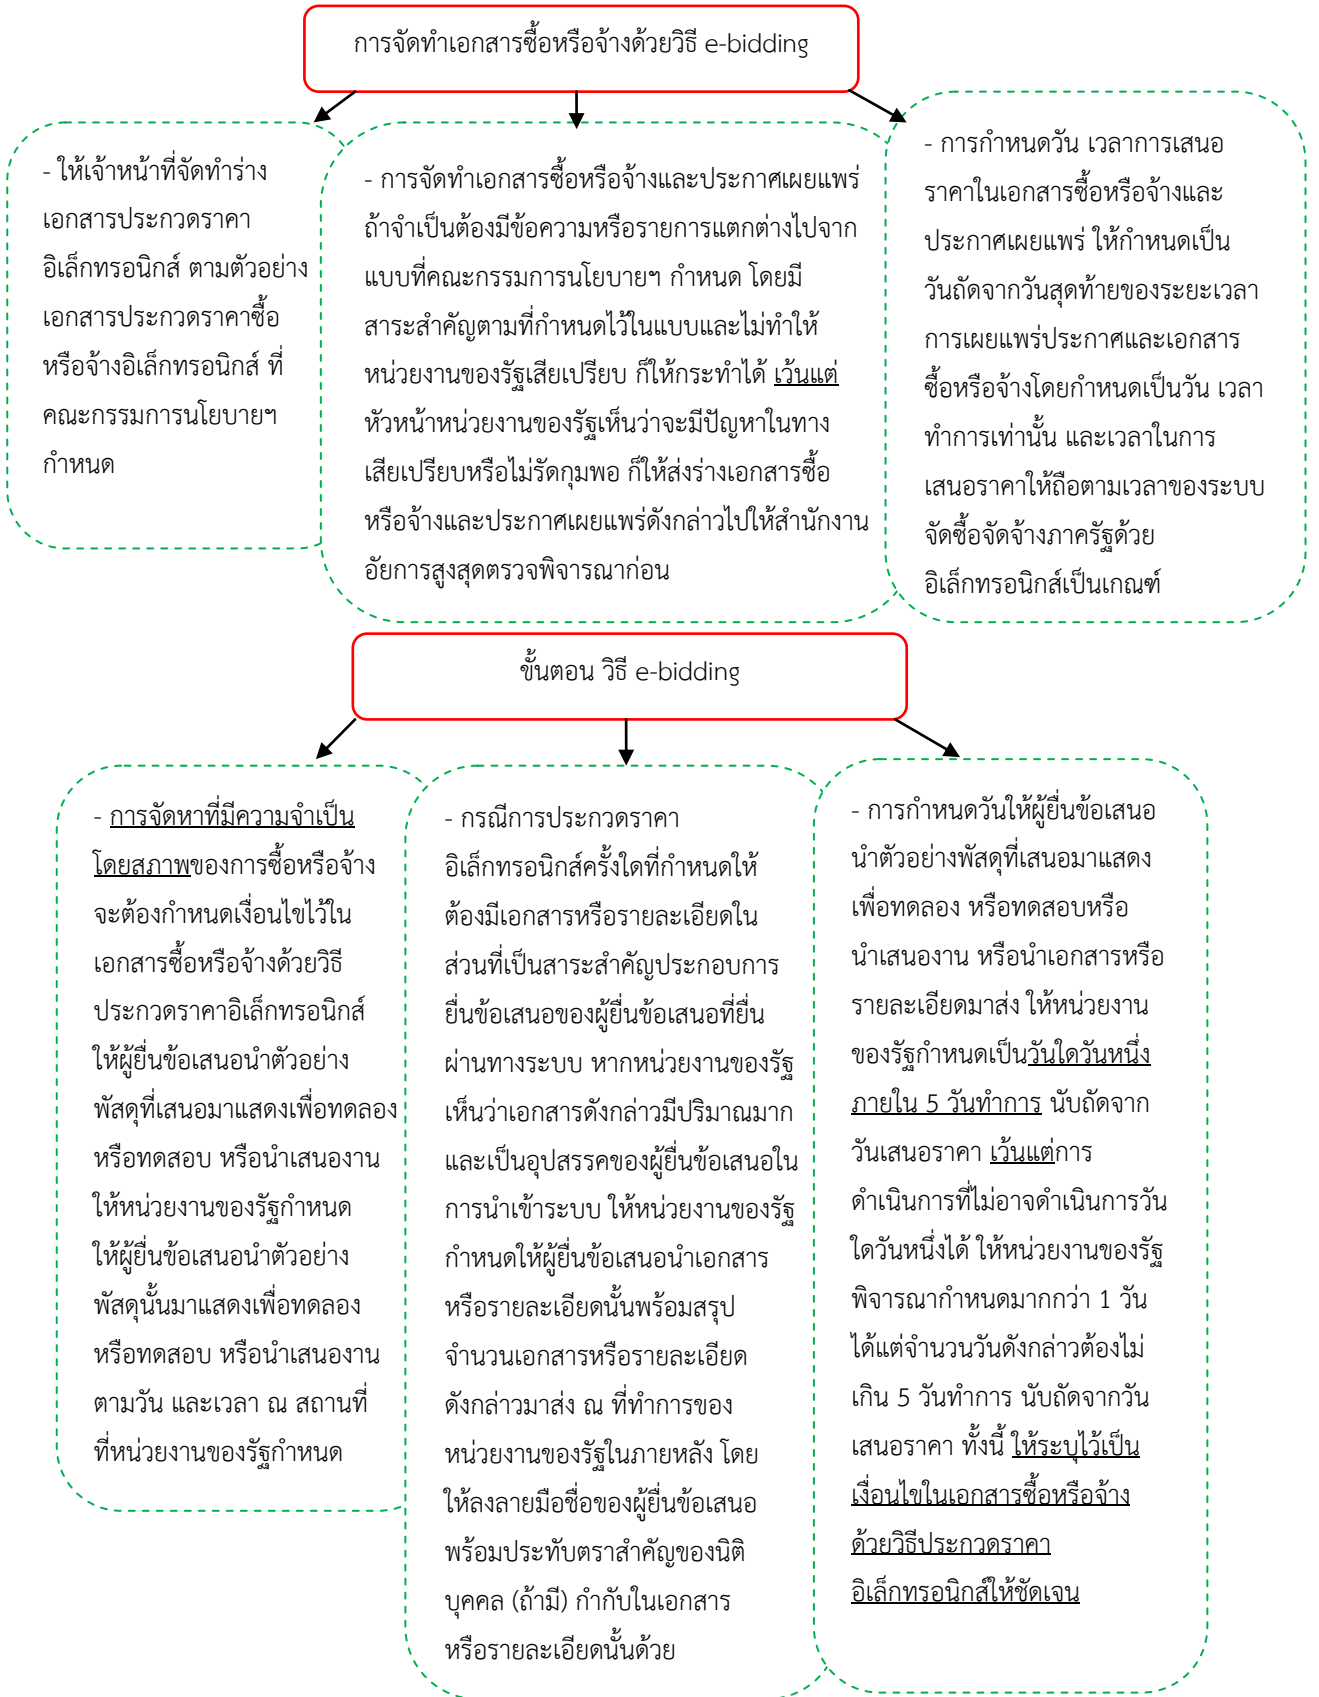 การจัดทำเอกสารซื้อหรือจ้างด้วยวิธี e-bidding
- ให้เจ้าหน้าที่จัดทำร่าง
เอกสารประกวดราคา
อิเล็กทรอนิกส์ ตามตัวอย่าง
เอกสารประกวดราคาซื้อ
หรือจ้างอิเล็กทรอนิกส์ ที่
คณะกรรมการนโยบายฯ
กำหนด
- การจัดทำเอกสารซื้อหรือจ้างและประกาศเผยแพร่
ถ้าจำเป็นต้องมีข้อความหรือรายการแตกต่างไปจาก
แบบที่คณะกรรมการนโยบายฯ กำหนด โดยมี
สาระสำคัญตามที่กำหนดไว้ในแบบและไม่ทำให้
หน่วยงานของรัฐเสียเปรียบ ก็ให้กระทำได้ เว้นแต่
หัวหน้าหน่วยงานของรัฐเห็นว่าจะมีปัญหาในทาง
เสียเปรียบหรือไม่รัดกุมพอ ก็ให้ส่งร่างเอกสารซื้อ
หรือจ้างและประกาศเผยแพร่ดังกล่าวไปให้สำนักงาน
อัยการสูงสุดตรวจพิจารณาก่อน
- การกำหนดวัน เวลาการเสนอ
ราคาในเอกสารซื้อหรือจ้างและ
ประกาศเผยแพร่ ให้กำหนดเป็น
วันถัดจากวันสุดท้ายของระยะเวลา
การเผยแพร่ประกาศและเอกสาร
ซื้อหรือจ้างโดยกำหนดเป็นวัน เวลา
ทำการเท่านั้น และเวลาในการ
เสนอราคาให้ถือตามเวลาของระบบ
จัดซื้อจัดจ้างภาครัฐด้วย
อิเล็กทรอนิกส์เป็นเกณฑ์
ขั้นตอน วิธี e-bidding
- การจัดหาที่มีความจำเป็น
โดยสภาพของการซื้อหรือจ้าง
จะต้องกำหนดเงื่อนไขไว้ใน
เอกสารซื้อหรือจ้างด้วยวิธี
ประกวดราคาอิเล็กทรอนิกส์
ให้ผู้ยื่นข้อเสนอนำตัวอย่าง
พัสดุที่เสนอมาแสดงเพื่อทดลอง
หรือทดสอบ หรือนำเสนองาน
ให้หน่วยงานของรัฐกำหนด
ให้ผู้ยื่นข้อเสนอนำตัวอย่าง
พัสดุนั้นมาแสดงเพื่อทดลอง
หรือทดสอบ หรือนำเสนองาน
ตามวัน และเวลา ณ สถานที่
ที่หน่วยงานของรัฐกำหนด
- กรณีการประกวดราคา
อิเล็กทรอนิกส์ครั้งใดที่กำหนดให้
ต้องมีเอกสารหรือรายละเอียดใน
ส่วนที่เป็นสาระสำคัญประกอบการ
ยื่นข้อเสนอของผู้ยื่นข้อเสนอที่ยื่น
ผ่านทางระบบ หากหน่วยงานของรัฐ
เห็นว่าเอกสารดังกล่าวมีปริมาณมาก
และเป็นอุปสรรคของผู้ยื่นข้อเสนอใน
การนำเข้าระบบ ให้หน่วยงานของรัฐ
กำหนดให้ผู้ยื่นข้อเสนอนำเอกสาร
หรือรายละเอียดนั้นพร้อมสรุป
จำนวนเอกสารหรือรายละเอียด
ดังกล่าวมาส่ง ณ ที่ทำการของ
หน่วยงานของรัฐในภายหลัง โดย
ให้ลงลายมือชื่อของผู้ยื่นข้อเสนอ
พร้อมประทับตราสำคัญของนิติ
บุคคล (ถ้ามี) กำกับในเอกสาร
หรือรายละเอียดนั้นด้วย
- การกำหนดวันให้ผู้ยื่นข้อเสนอ
นำตัวอย่างพัสดุที่เสนอมาแสดง
เพื่อทดลอง หรือทดสอบหรือ
นำเสนองาน หรือนำเอกสารหรือ
รายละเอียดมาส่ง ให้หน่วยงาน
ของรัฐกำหนดเป็นวันใดวันหนึ่ง
ภายใน 5 วันทำการ นับถัดจาก
วันเสนอราคา เว้นแต่การ
ดำเนินการที่ไม่อาจดำเนินการวัน
ใดวันหนึ่งได้ ให้หน่วยงานของรัฐ
พิจารณากำหนดมากกว่า 1 วัน
ได้แต่จำนวนวันดังกล่าวต้องไม่
เกิน 5 วันทำการ นับถัดจากวัน
เสนอราคา ทั้งนี้ ให้ระบุไว้เป็น
เงื่อนไขในเอกสารซื้อหรือจ้าง
ด้วยวิธีประกวดราคา
อิเล็กทรอนิกส์ให้ชัดเจน